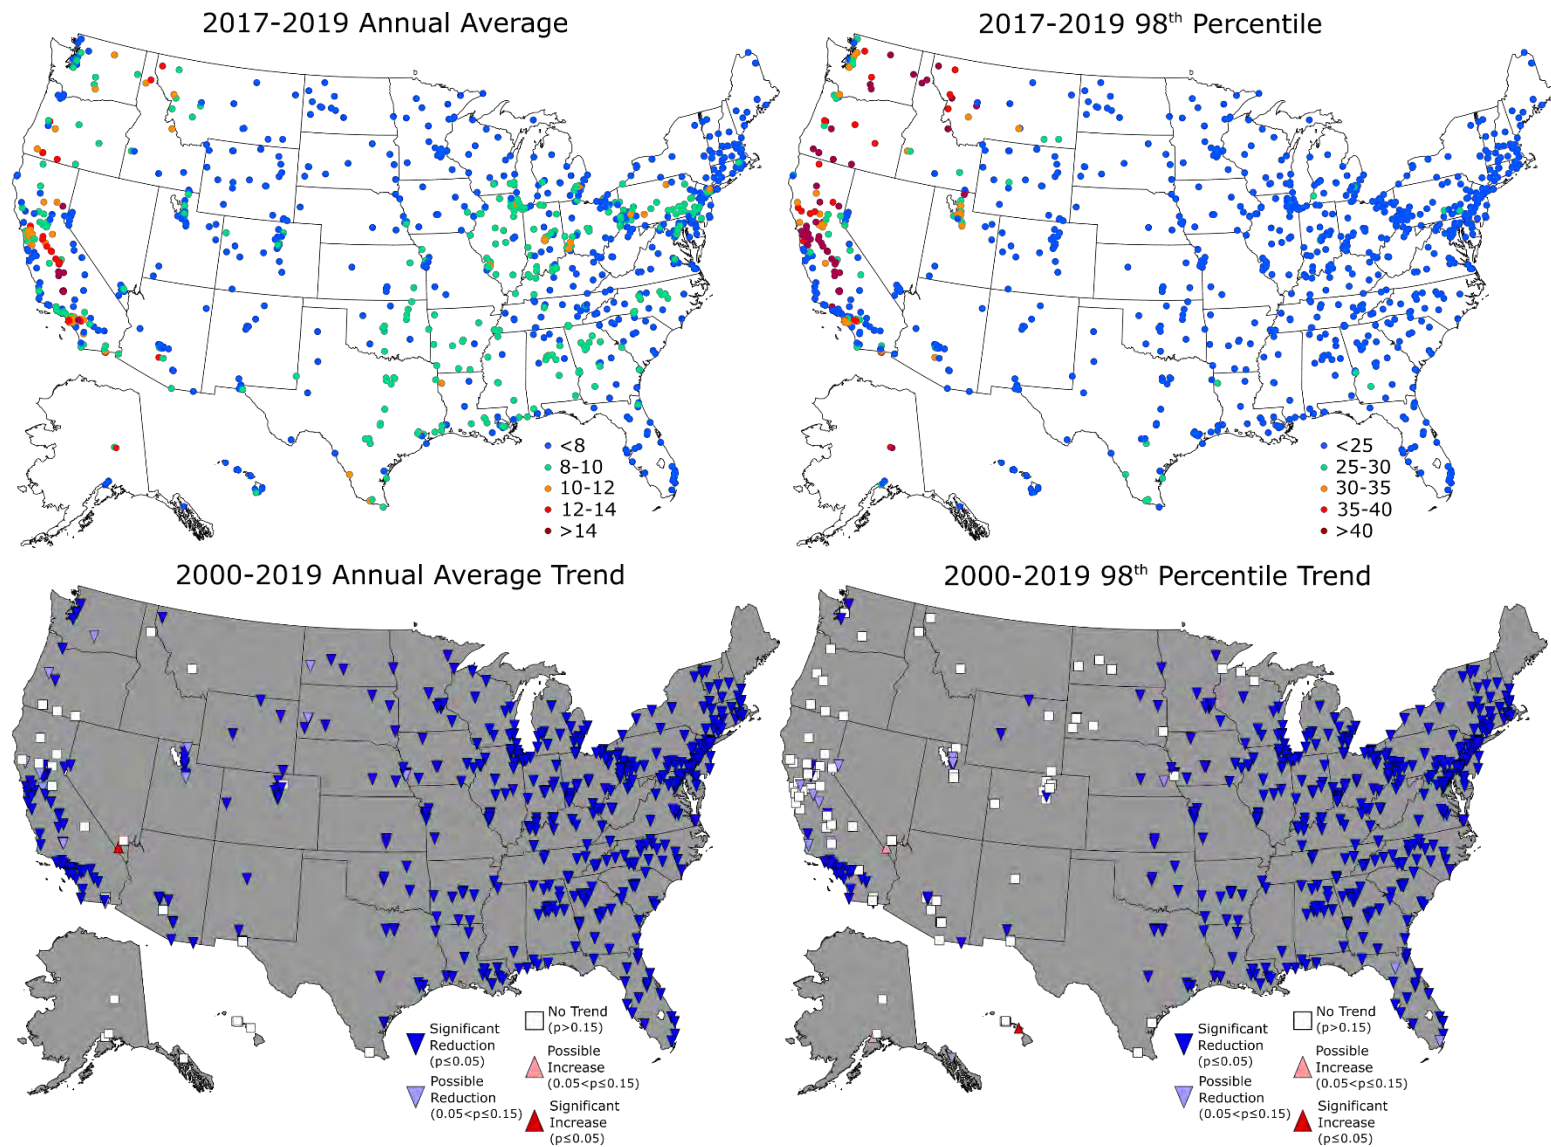 2017-2019 Annual Average
2017-2019 98th Percentile
<8
8-10
10-12
12-14
>14
<25
25-30
30-35
35-40
>40
2000-2019 Annual Average Trend
2000-2019 98th Percentile Trend
Significant
Reduction
(p≤0.05)
Possible
Reduction
(0.05<p≤0.15)
No Trend
(p>0.15)
Possible
Increase
(0.05<p≤0.15)
Significant
Increase
(p≤0.05)
Significant
Reduction
(p≤0.05)
Possible
Reduction
(0.05<p≤0.15)
No Trend
(p>0.15)
Possible
Increase
(0.05<p≤0.15)
Significant
Increase
(p≤0.05)